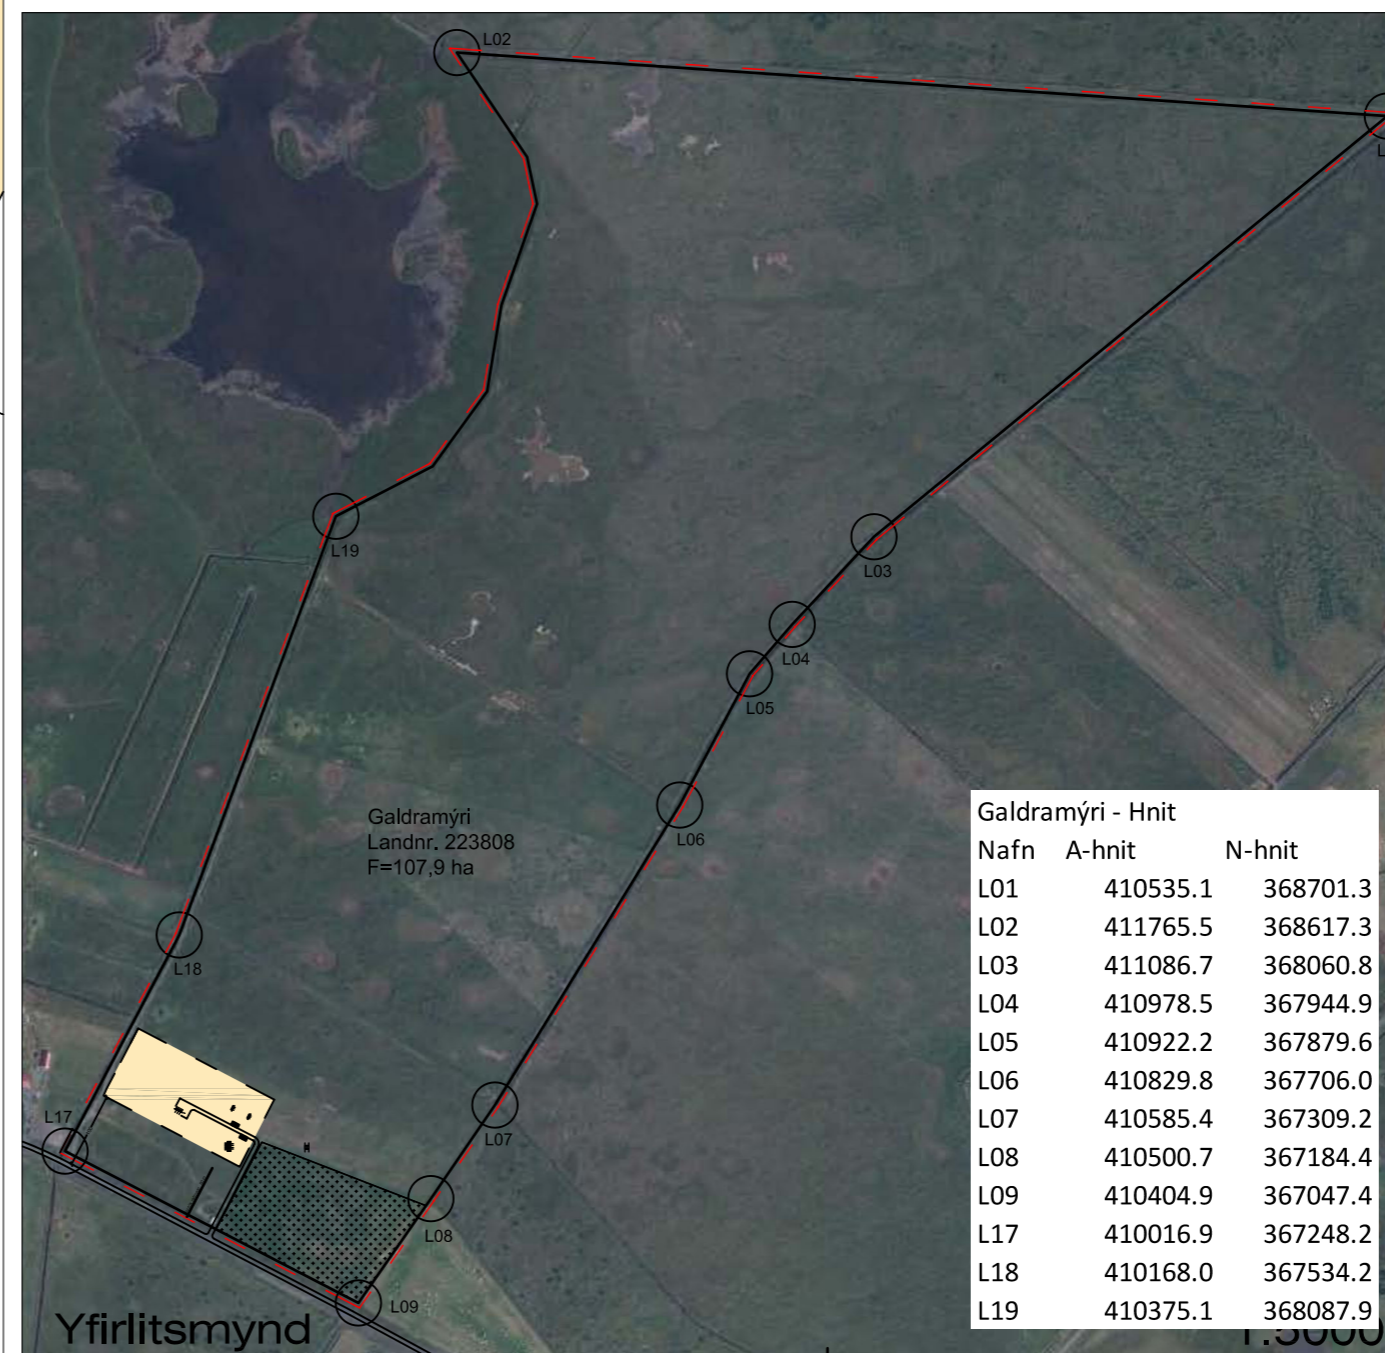 L02
L
L19
L03
L04
L05
L06
Galdramýri
Landnr. 223808
F=107,9 ha
L18
L17
L07
L08
L09
Galdramýri - Hnit
Nafn A-hnit N-hnit
L01 410535.1 368701.3
L02 411765.5 368617.3
L03 411086.7 368060.8
L04 410978.5 367944.9
L05 410922.2 367879.6
L06 410829.8 367706.0
L07 410585.4 367309.2
L08 410500.7 367184.4
L09 410404.9 367047.4
L17 410016.9 367248.2
L18 410168.0 367534.2
L19 410375.1 368087.9
Yfirlitsmynd 1:5000